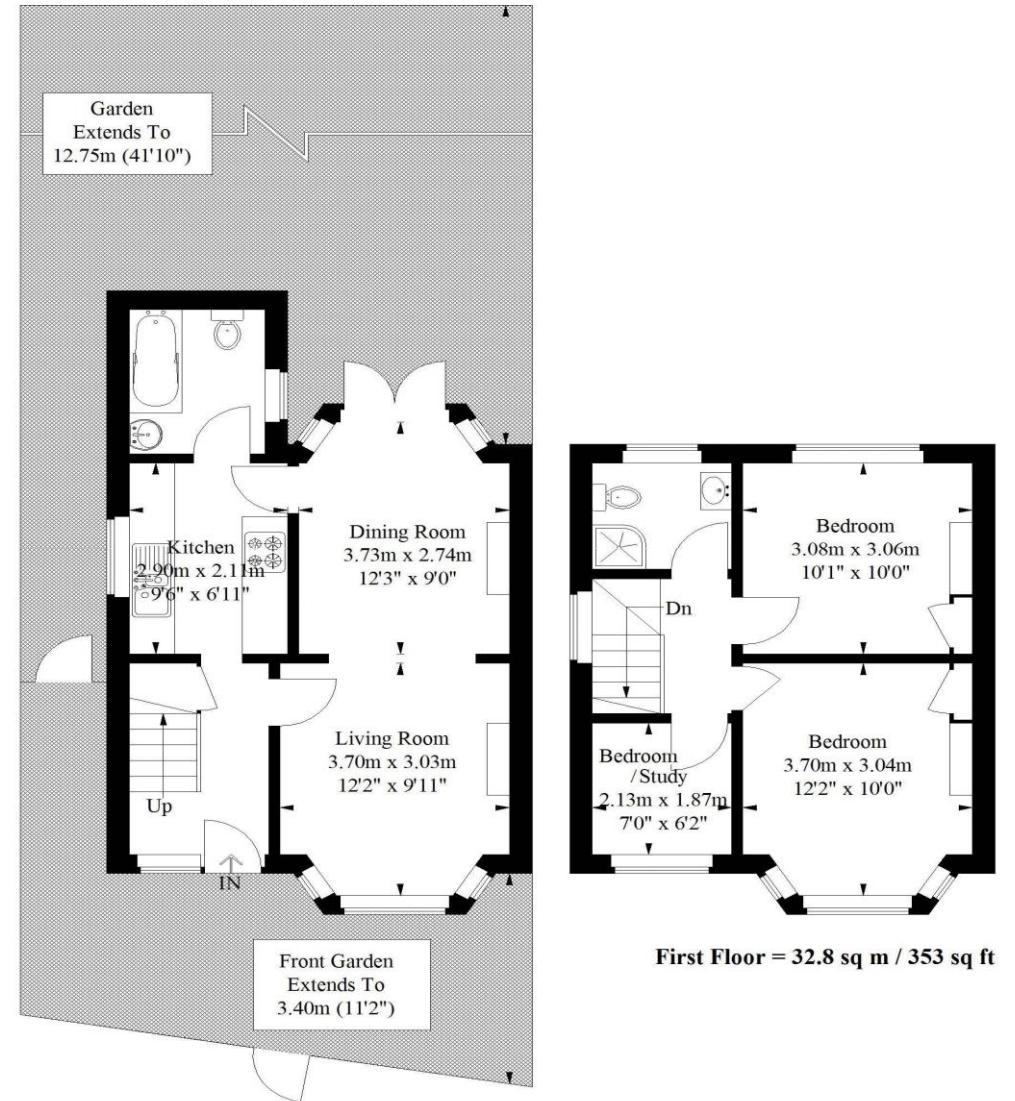 Garden
Extends To
12.75m (41'10")
Kitchen
2.90m x 2.11m
9'6" x 6'11"
Dining Room
3.73m x 2.74m
12'3" x 9'0"
Living Room
3.70m x 3.03m
12'2" x 9'11"
Up
IN
Front Garden
Extends To
3.40m (11'2")
Bedroom
3.08m x 3.06m
10'1" x 10'0"
Dn
Bedroom
/Study
2.13m x 1.87m
7'0" x 6'2"
Bedroom
3.70m x 3.04m
12'2" x 10'0"
First Floor = 32.8 sq m / 353 sq ft